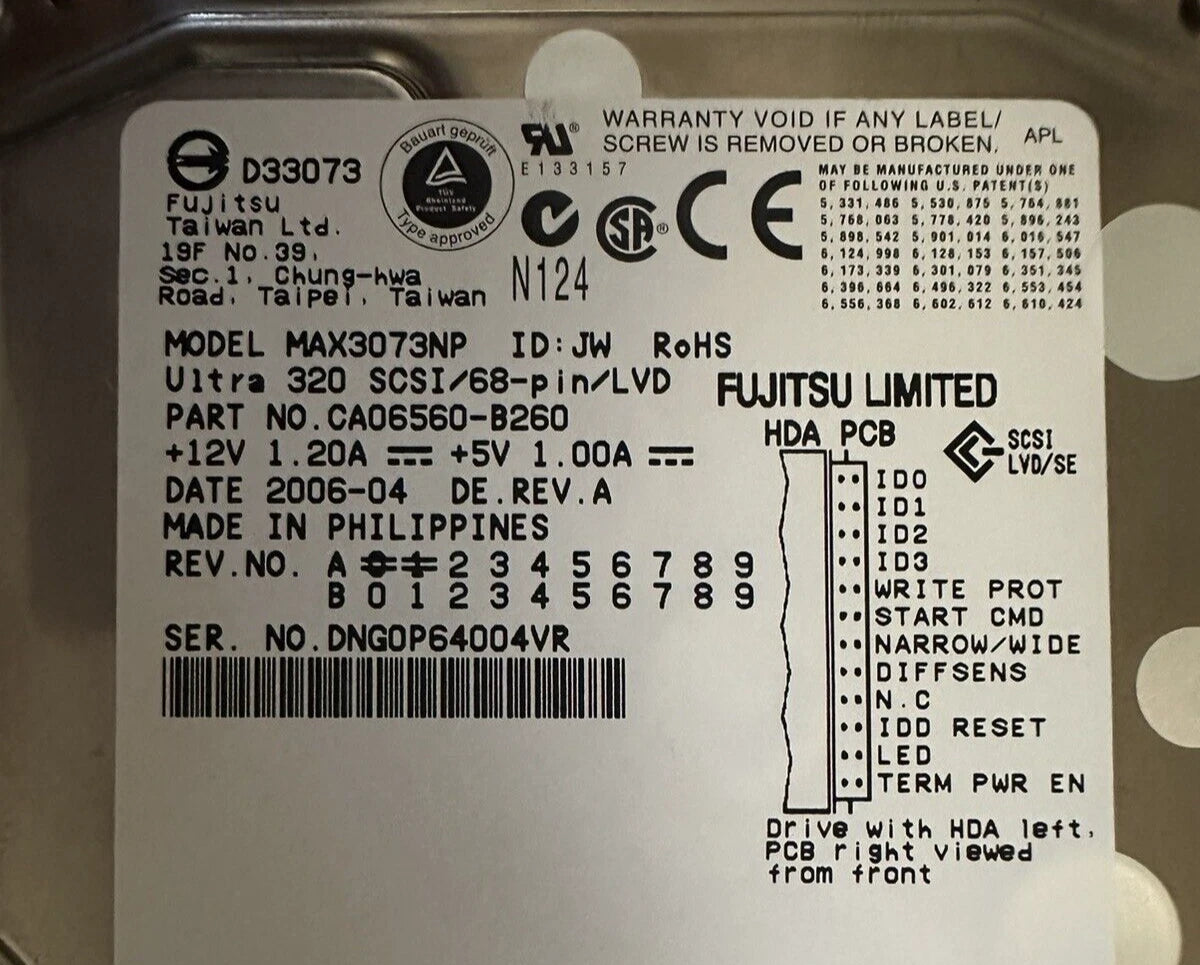 WARRANTY VOID IF ANY LABEL/
SCREW IS REMOVED OR BROKEN.
APL
D33073
Fujitsu
Taiwan Ltd.
19F No.39,
Sec.1, Chung-hwa
Road, Taipei, Taiwan
Bauart geprüft
TÜV
Rheinland
Product Safety
Type approved
E133157
N124
CE
MAY BE MANUFACTURED UNDER ONE
OF FOLLOWING U.S. PATENT(S)
5,331,486 5,530,875 5,764,881
5,768,063 5,778,420 5,896,243
5,898,542 5,901,014 6,016,547
6,124,998 6,128,153 6,157,506
6,173,339 6,301,079 6,351,345
6,396,664 6,496,322 6,553,454
6,556,368 6,602,612 6,610,424
MODEL MAX3073NP ID:JW RoHS
Ultra 320 SCSI/68-pin/LVD
PART NO.CA06560-B260
+12V 1.20A +5V 1.00A
DATE 2006-04 DE.REV.A
MADE IN PHILIPPINES
REV.NO. A 0 1 2 3 4 5 6 7 8 9
B 0 1 2 3 4 5 6 7 8 9
SER. NO.DNG0P64004VR
FUJITSU LIMITED
HDA PCB
SCSI
LVD/SE
ID0
ID1
ID2
ID3
WRITE PROT
START CMD
NARROW/WIDE
DIFFSENS
N.C
IDD RESET
LED
TERM PWR EN
Drive with HDA left,
PCB right viewed
from front